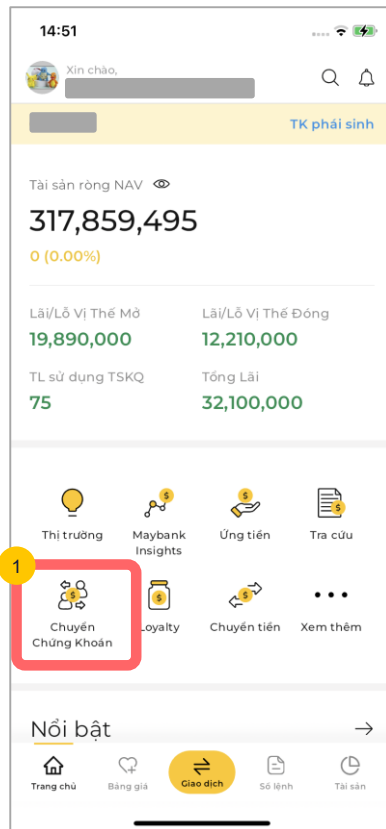 14:51
Xin chào,
TK phái sinh
Tài sản ròng NAV
317,859,495
0 (0.00%)
Lãi/Lỗ Vị Thế Mở
Lãi/Lỗ Vị Thế Đóng
19,890,000
12,210,000
TL sử dụng TSKQ
Tổng Lãi
75
32,100,000
Thị trường
Maybank
Insights
Ứng tiền
Tra cứu
1
Chuyển
Chứng Khoán
Loyalty
Chuyển tiền
Xem thêm
Nổi bật
Trang chủ
Bảng giá
Giao dịch
Sổ lệnh
Tài sản